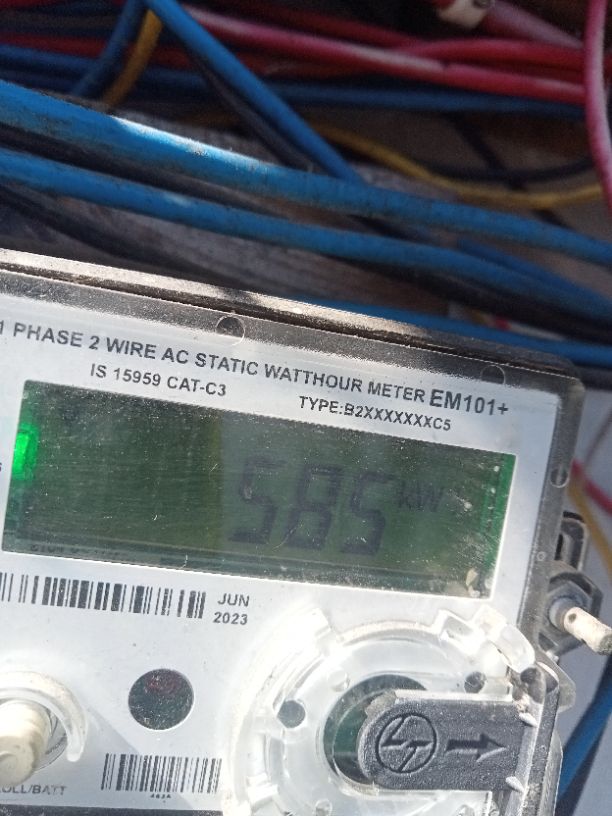 1 PHASE 2 WIRE AC STATIC WATTHOUR METER EM101+
IS 15959 CAT-C3
TYPE:B2XXXXXXXC5
585 kW
JUN
2023
/BATT